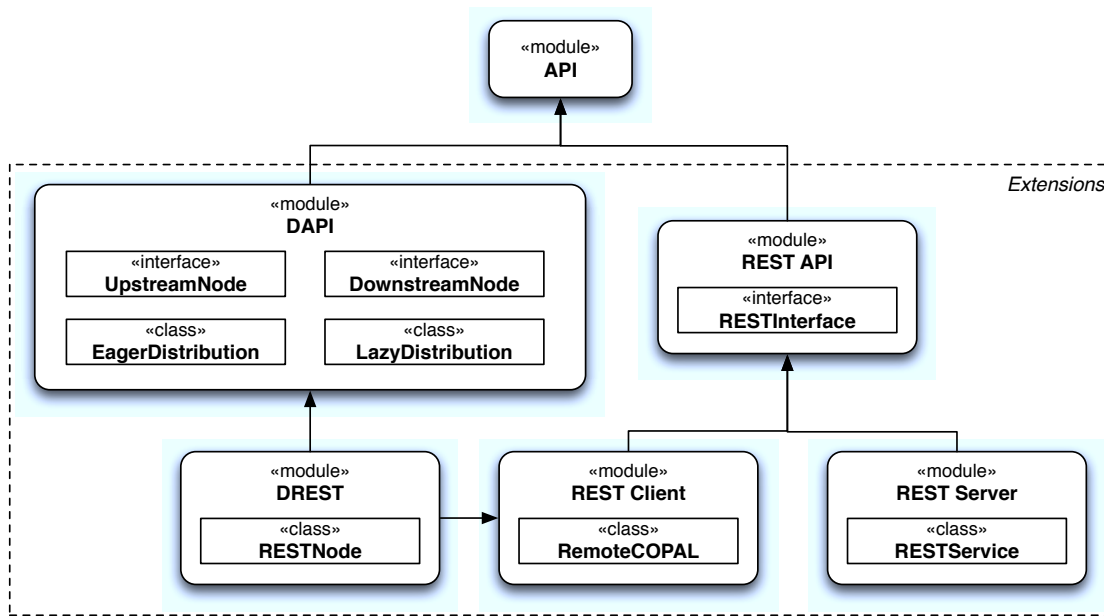 «module»
API
Extensions
«module»
DAPI
«interface»
UpstreamNode
«interface»
DownstreamNode
«class»
EagerDistribution
«class»
LazyDistribution
«module»
REST API
«interface»
RESTInterface
«module»
DREST
«class»
RESTNode
«module»
REST Client
«class»
RemoteCOPAL
«module»
REST Server
«class»
RESTService